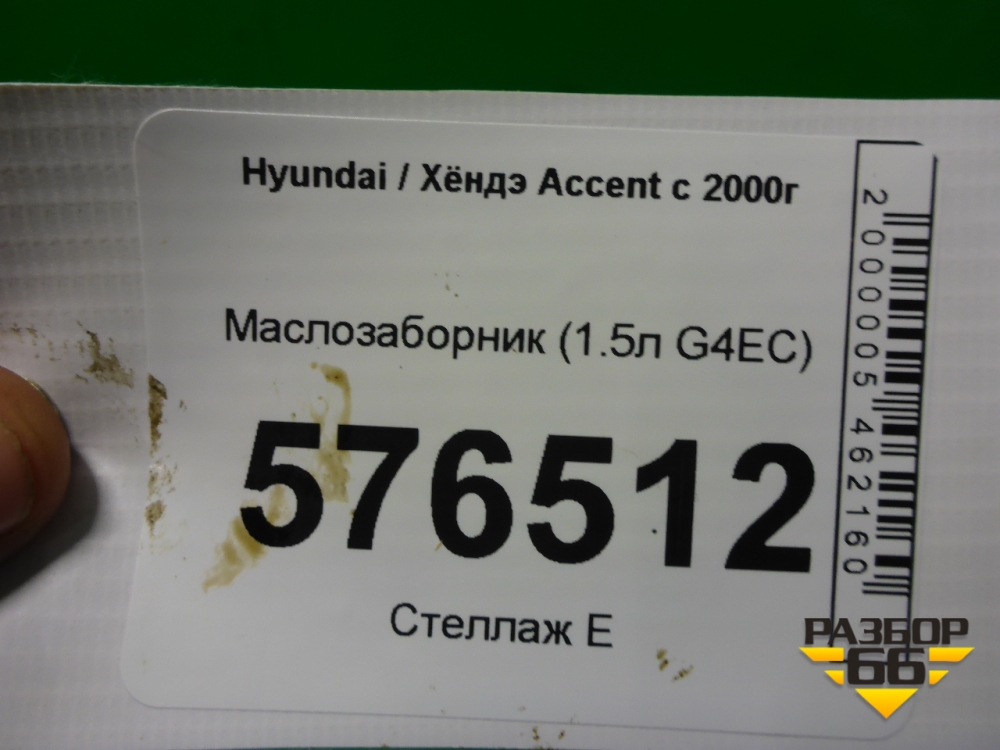 Hyundai / Хёндэ Accent с 2000г
Маслозаборник (1.5л G4EC)
576512
Стеллаж Е
2000005462160
РАЗБОР
66